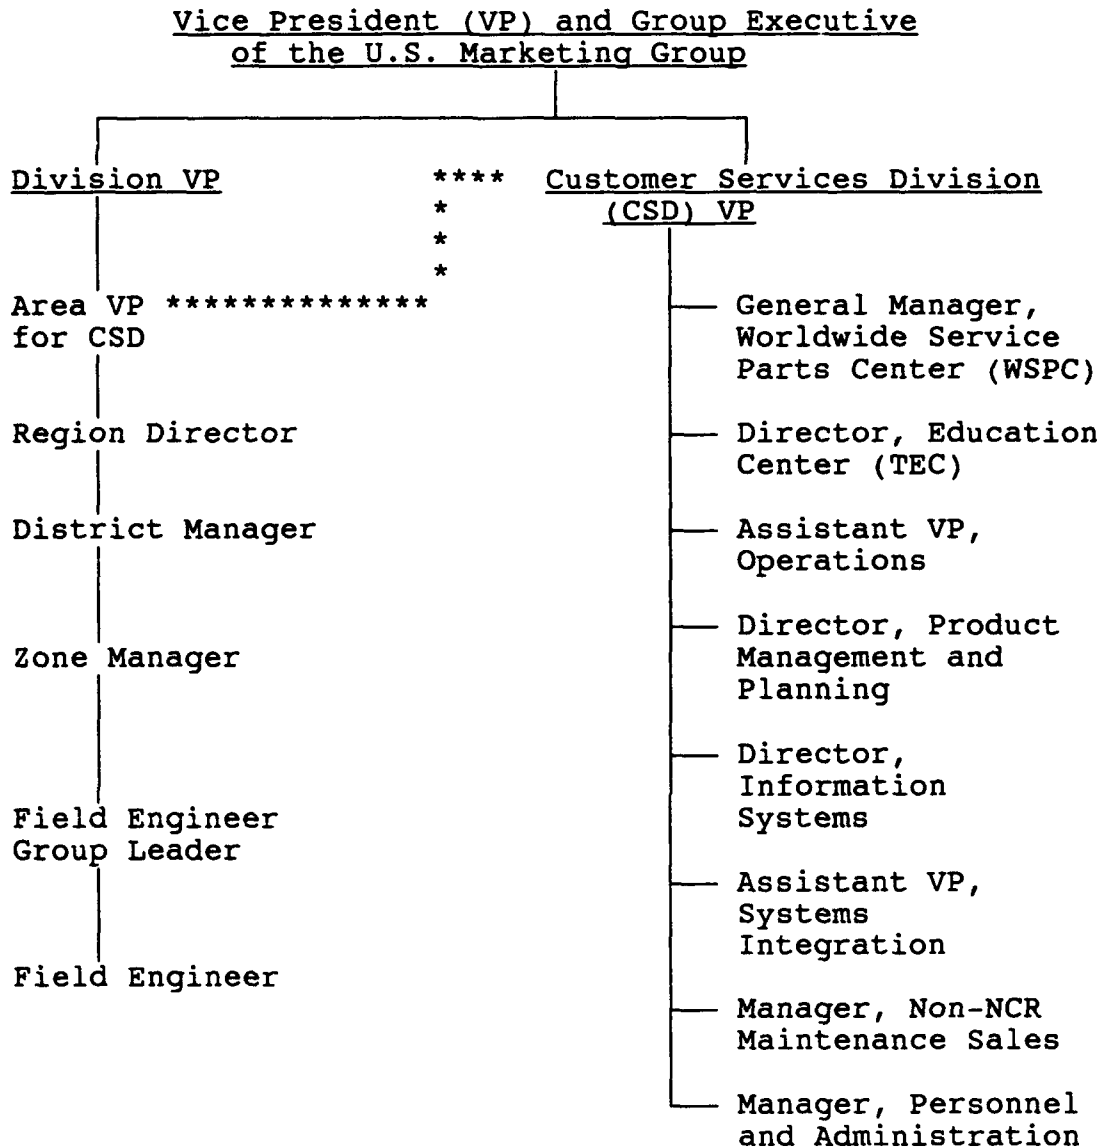 Vice President (VP) and Group Executive
of the U.S. Marketing Group
Division VP
**** Customer Services Division
(CSD) VP
*
*
*
Area VP **************
for CSD
Region Director
District Manager
Zone Manager
Field Engineer
Group Leader
Field Engineer
General Manager,
Worldwide Service
Parts Center (WSPC)
Director, Education
Center (TEC)
Assistant VP,
Operations
Director, Product
Management and
Planning
Director,
Information
Systems
Assistant VP,
Systems
Integration
Manager, Non-NCR
Maintenance Sales
Manager, Personnel
and Administration